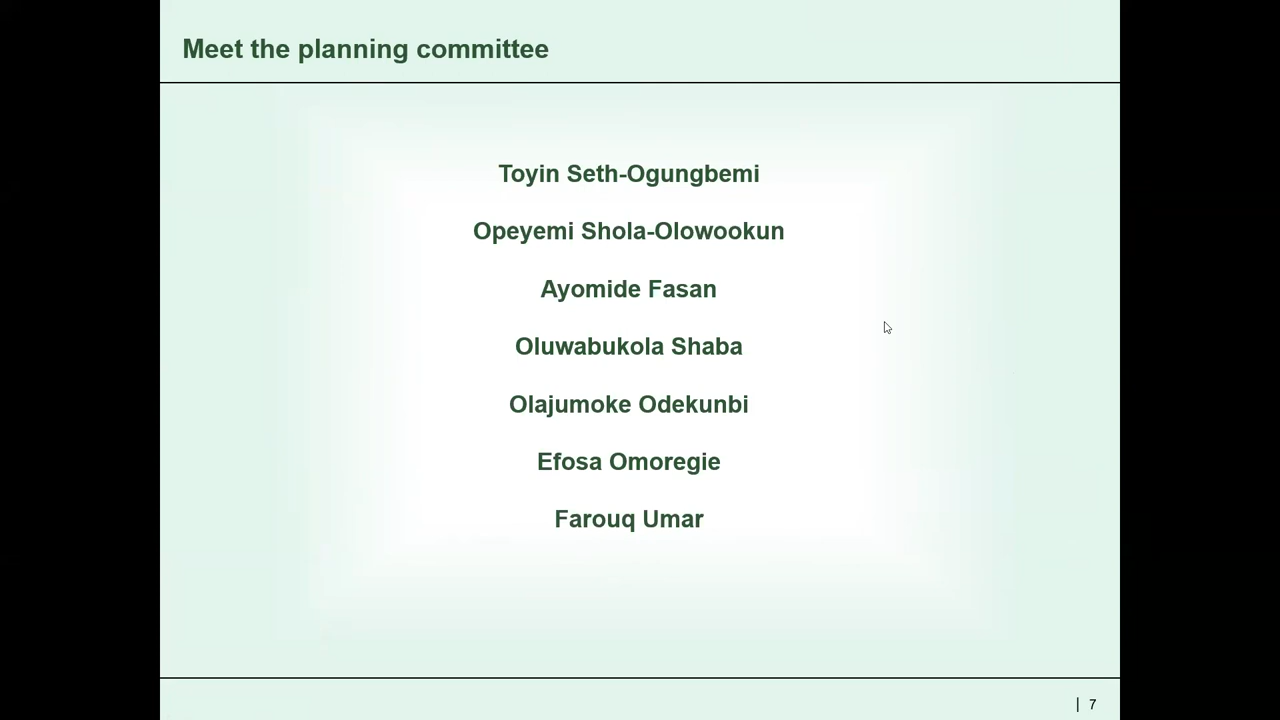 Meet the planning committee
Toyin Seth-Ogungbemi
Opeyemi Shola-Olowookun
Ayomide Fasan
Oluwabukola Shaba
Olajumoke Odekunbi
Efosa Omoregie
Farouq Umar
| 7